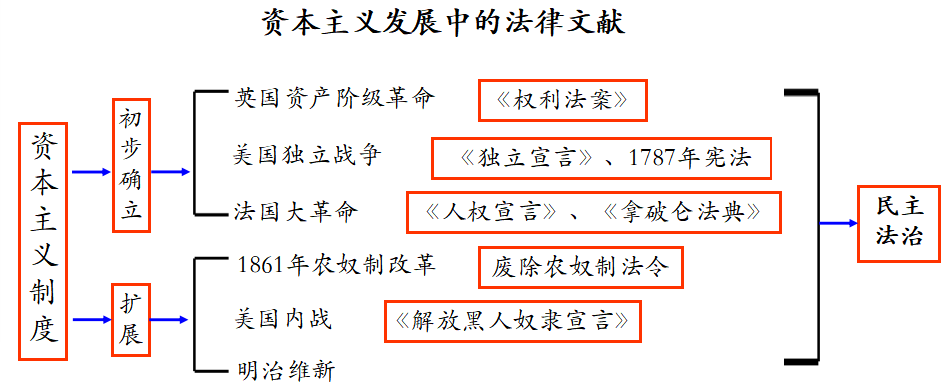 资本主义发展中的法律文献
资本主义制度
初步确立
英国资产阶级革命 《权利法案》
美国独立战争 《独立宣言》、1787年宪法
法国大革命 《人权宣言》、《拿破仑法典》
扩展
1861年农奴制改革 废除农奴制法令
美国内战 《解放黑人奴隶宣言》
明治维新
民主
法治